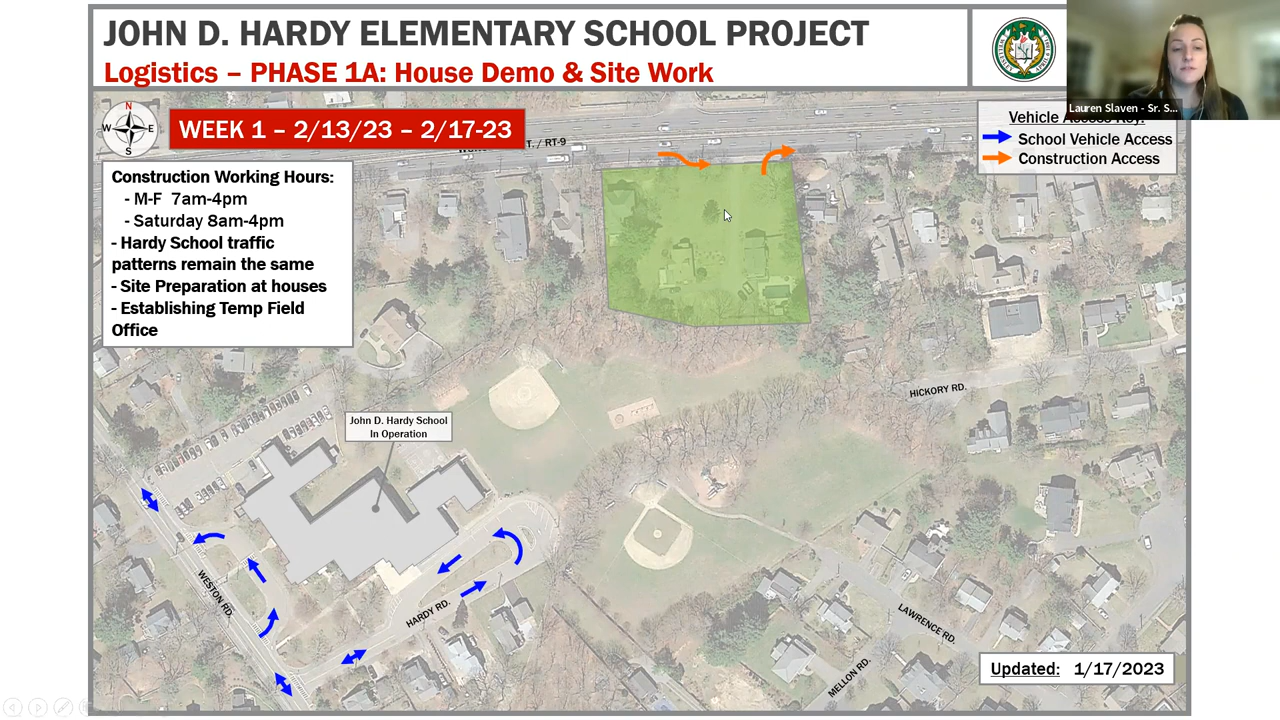 JOHN D. HARDY ELEMENTARY SCHOOL PROJECT
Logistics – PHASE 1A: House Demo & Site Work
Lauren Slaven - Sr. S...
N
W E
S
WEEK 1 – 2/13/23 – 2/17-23
T. / RT-9
Vehicle Access Key:
School Vehicle Access
Construction Access
Construction Working Hours:
- M-F 7am-4pm
- Saturday 8am-4pm
- Hardy School traffic
patterns remain the same
- Site Preparation at houses
- Establishing Temp Field
Office
HICKORY RD.
John D. Hardy School
In Operation
WESTON RD.
HARDY RD.
LAWRENCE RD.
MELLON RD.
Updated: 1/17/2023